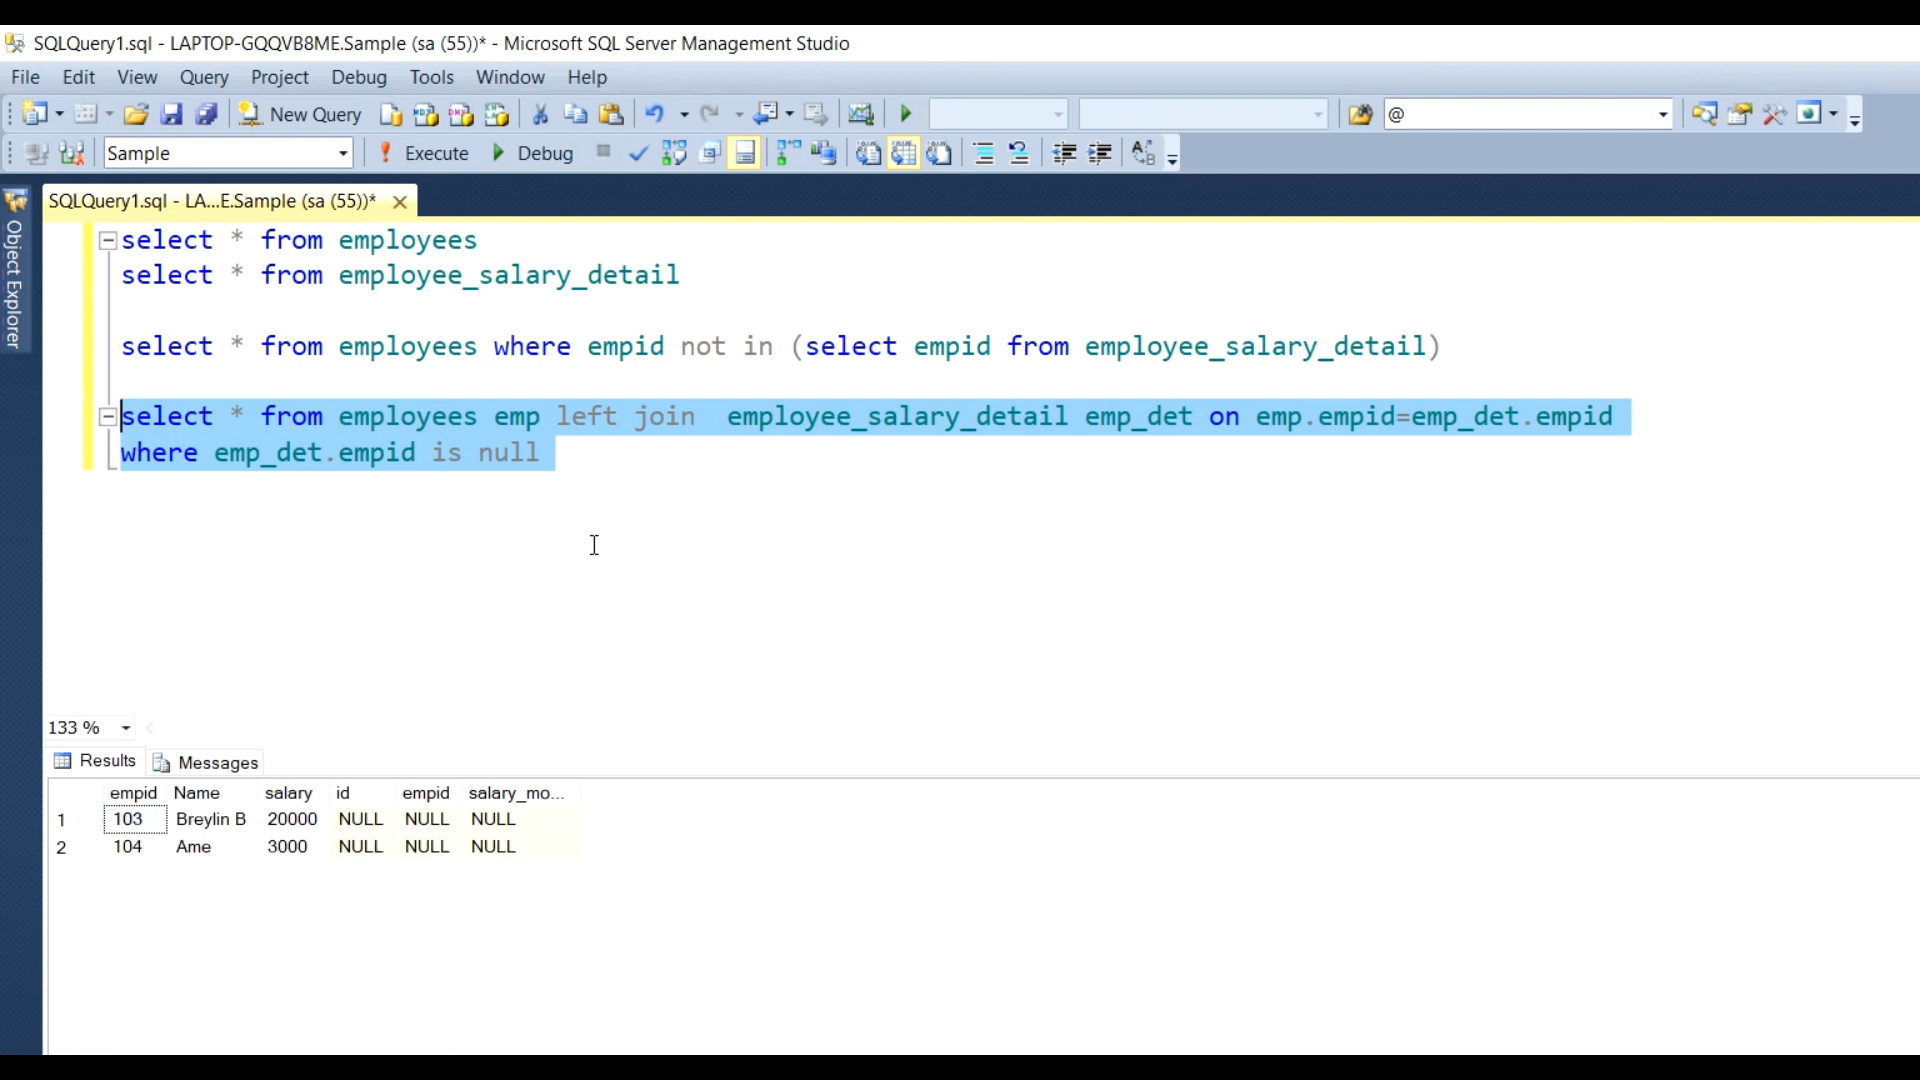 SQLQuery1.sql - LAPTOP-GQQVB8ME.Sample (sa (55))* - Microsoft SQL Server Management Studio
File Edit View Query Project Debug Tools Window Help
New Query @
Sample Execute Debug
SQLQuery1.sql - LA...E.Sample (sa (55))*
Object Explorer
select * from employees
select * from employee_salary_detail
select * from employees where empid not in (select empid from employee_salary_detail)
select * from employees emp left join  employee_salary_detail emp_det on emp.empid=emp_det.empid
where emp_det.empid is null
133 %
Results Messages
empid Name salary id empid salary_mo...
1 103 Breylin B 20000 NULL NULL NULL
2 104 Ame 3000 NULL NULL NULL